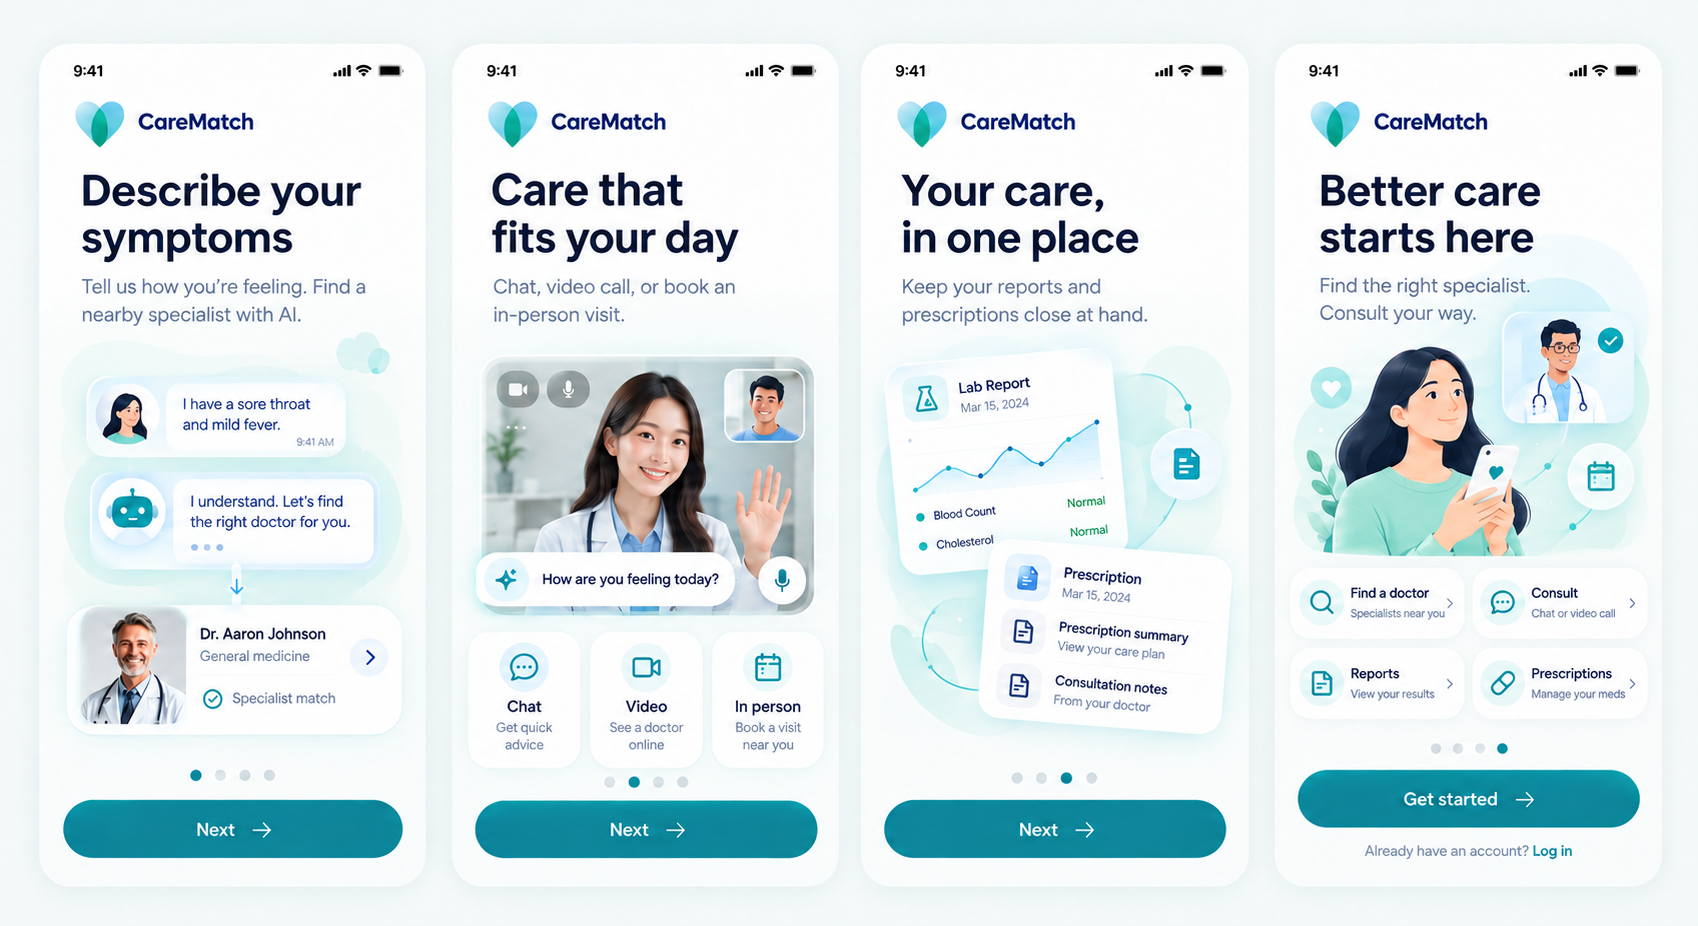 9:41
CareMatch
Describe your
symptoms
Tell us how you're feeling. Find a
nearby specialist with AI.
I have a sore throat
and mild fever.
9:41 AM
I understand. Let's find
the right doctor for you.
Dr. Aaron Johnson
General medicine
Specialist match
Next
9:41
CareMatch
Care that
fits your day
Chat, video call, or book an
in-person visit.
How are you feeling today?
Chat
Get quick
advice
Video
See a doctor
online
In person
Book a visit
near you
Next
9:41
CareMatch
Your care,
in one place
Keep your reports and
prescriptions close at hand.
Lab Report
Mar 15, 2024
Blood Count Normal
Cholesterol Normal
Prescription
Mar 15, 2024
Prescription summary
View your care plan
Consultation notes
From your doctor
Next
9:41
CareMatch
Better care
starts here
Find the right specialist.
Consult your way.
Find a doctor
Specialists near you
Consult
Chat or video call
Reports
View your results
Prescriptions
Manage your meds
Get started
Already have an account? Log in